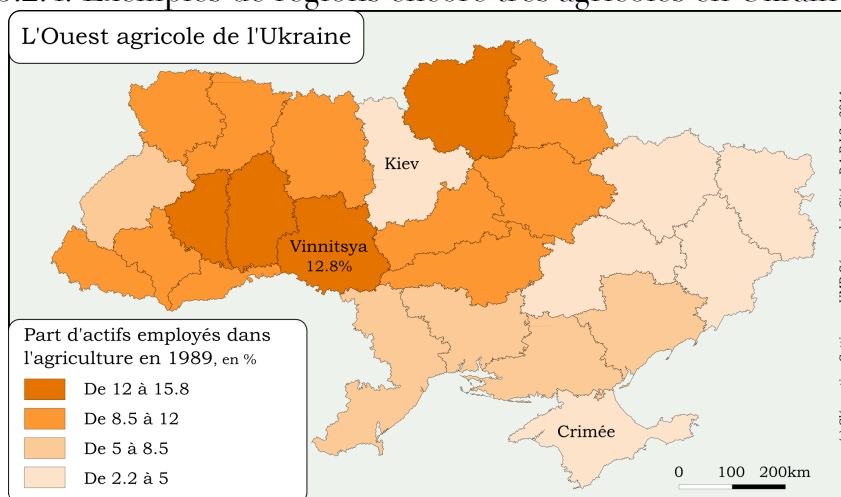 L'Ouest agricole de l'Ukraine
Kiev
Vinnitsya
12.8%
Part d'actifs employés dans
l'agriculture en 1989, en %
De 12 à 15.8
De 8.5 à 12
De 5 à 8.5
De 2.2 à 5
Crimée
0 100 200km